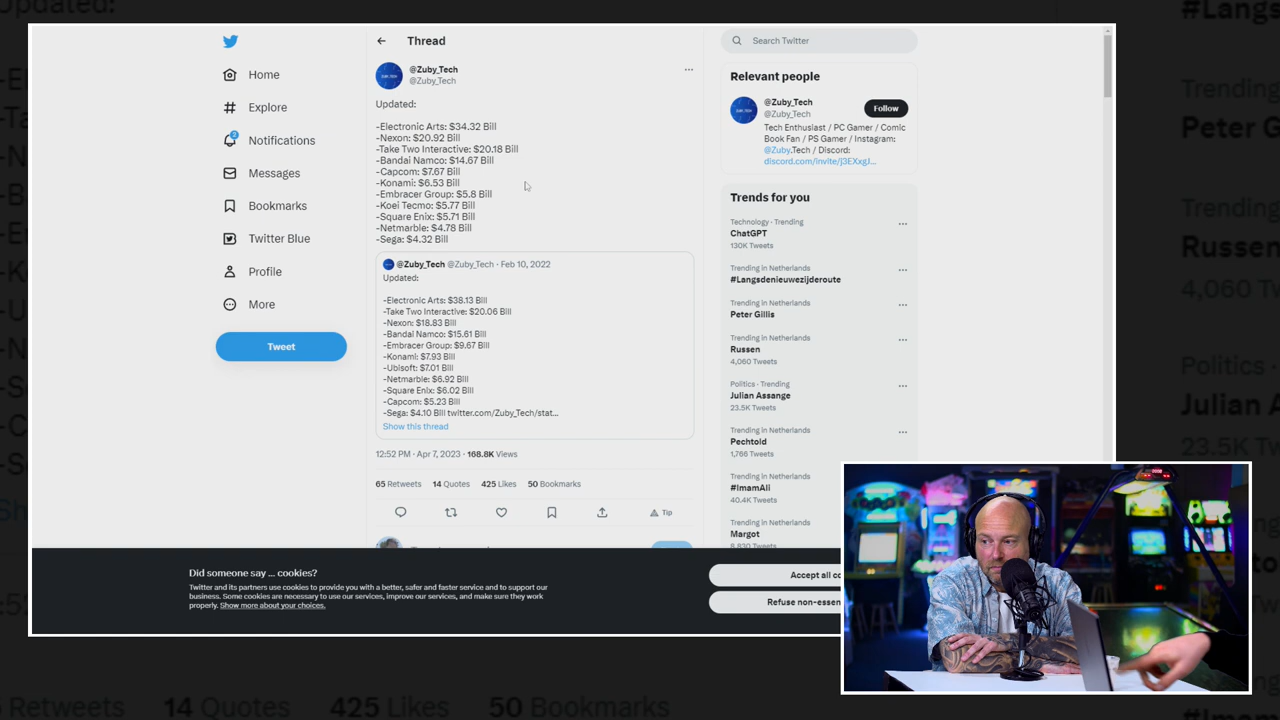 Home
Explore
2
Notifications
Messages
Bookmarks
Twitter Blue
Profile
More
Tweet
Thread
@Zuby_Tech
@Zuby_Tech
Updated:
-Electronic Arts: $34.32 Bill
-Nexon: $20.92 Bill
-Take Two Interactive: $20.18 Bill
-Bandai Namco: $14.67 Bill
-Capcom: $7.67 Bill
-Konami: $6.53 Bill
-Embracer Group: $5.8 Bill
-Koei Tecmo: $5.77 Bill
-Square Enix: $5.71 Bill
-Netmarble: $4.78 Bill
-Sega: $4.32 Bill
@Zuby_Tech @Zuby_Tech · Feb 10, 2022
Updated:
-Electronic Arts: $38.13 Bill
-Take Two Interactive: $20.06 Bill
-Nexon: $18.83 Bill
-Bandai Namco: $15.61 Bill
-Embracer Group: $9.67 Bill
-Konami: $7.93 Bill
-Ubisoft: $7.01 Bill
-Netmarble: $6.92 Bill
-Square Enix: $6.02 Bill
-Capcom: $5.23 Bill
-Sega: $4.10 Bill twitter.com/Zuby_Tech/stat...
Show this thread
12:52 PM · Apr 7, 2023 · 168.8K Views
65 Retweets 14 Quotes 425 Likes 50 Bookmarks
Tip
Search Twitter
Relevant people
@Zuby_Tech
@Zuby_Tech
Follow
Tech Enthusiast / PC Gamer / Comic
Book Fan / PS Gamer / Instagram:
@Zuby.Tech / Discord:
discord.com/invite/j3EXxgJ...
Trends for you
Technology · Trending
ChatGPT
130K Tweets
Trending in Netherlands
#Langsdenieuwezijderoute
Trending in Netherlands
Peter Gillis
Trending in Netherlands
Russen
4,060 Tweets
Politics · Trending
Julian Assange
23.5K Tweets
Trending in Netherlands
Pechtold
1,766 Tweets
Trending in Netherlands
#ImamAli
40.4K Tweets
Trending in Netherlands
Margot
Did someone say … cookies?
Twitter and its partners use cookies to provide you with a better, safer and faster service and to support our
business. Some cookies are necessary to use our services, improve our services, and make sure they work
properly. Show more about your choices.
Accept all co
Refuse non-essen
Retweets 14 Quotes 425 Likes 50 Bookmarks